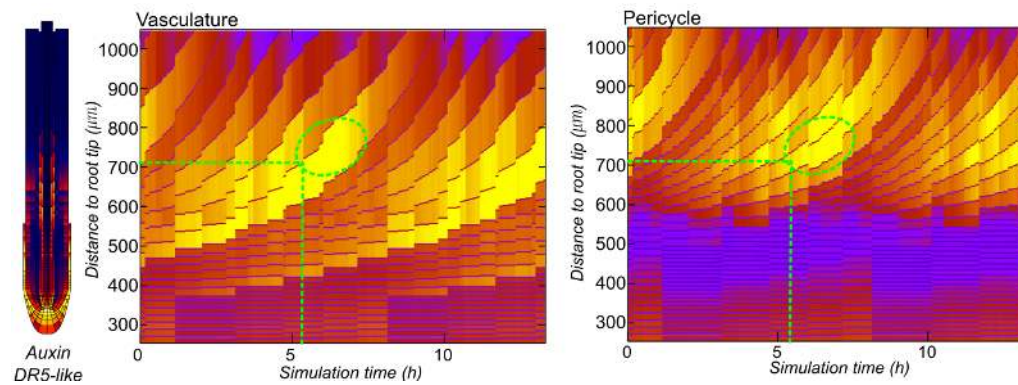 Vasculature
1000
900
800
700
600
500
400
300
Distance to root tip (μm)
0
5
10
Simulation time (h)
Auxin
DR5-like
Pericycle
1000
900
800
700
600
500
400
300
Distance to root tip (μm)
0
5
10
Simulation time (h)